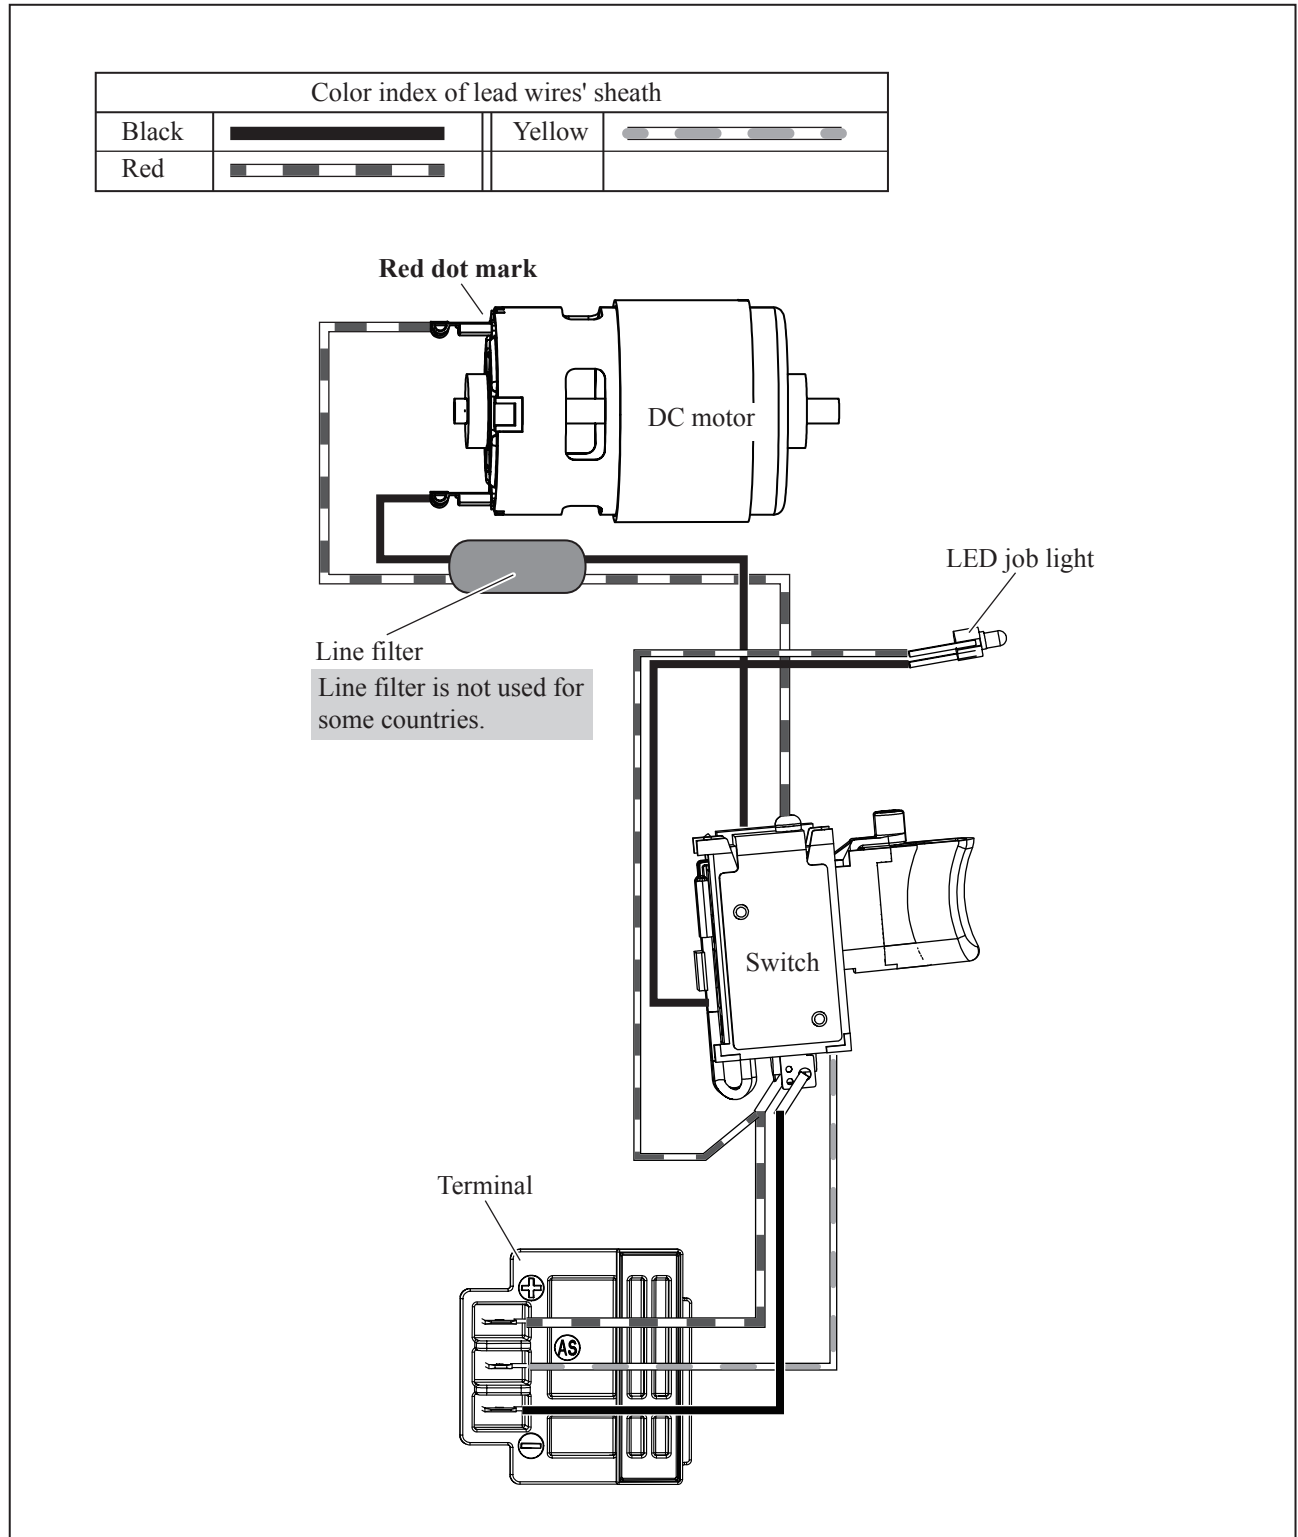 Color index of lead wires' sheath
Black
Yellow
Red
Red dot mark
DC motor
LED job light
Line filter
Line filter is not used for
some countries.
Switch
Terminal
AS